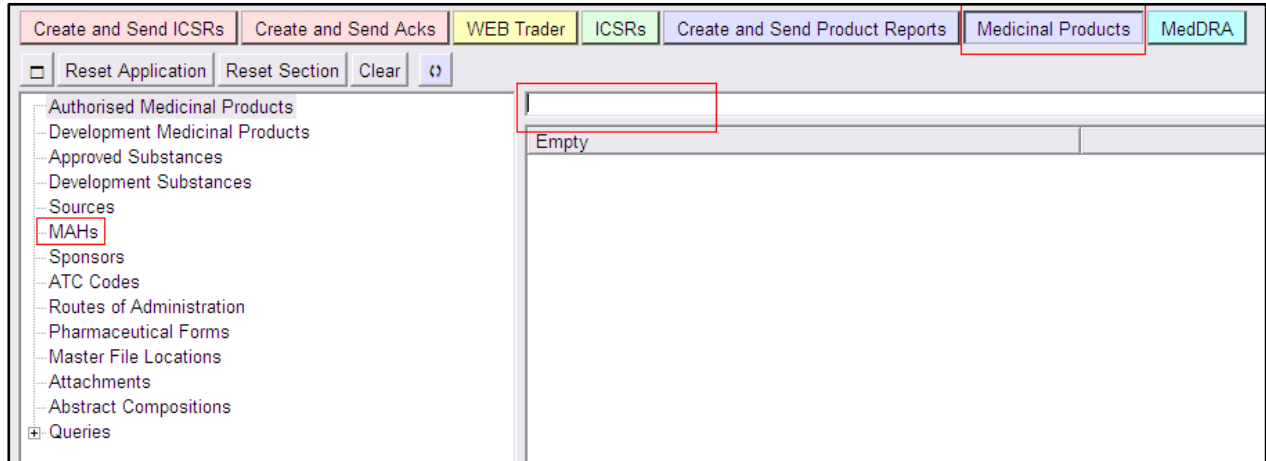 Create and Send ICSRs Create and Send Acks WEB Trader ICSRs Create and Send Product Reports Medicinal Products MedDRA
Reset Application Reset Section Clear
Authorised Medicinal Products
Development Medicinal Products
Approved Substances
Development Substances
Sources
MAHs
Sponsors
ATC Codes
Routes of Administration
Pharmaceutical Forms
Master File Locations
Attachments
Abstract Compositions
Queries
Empty